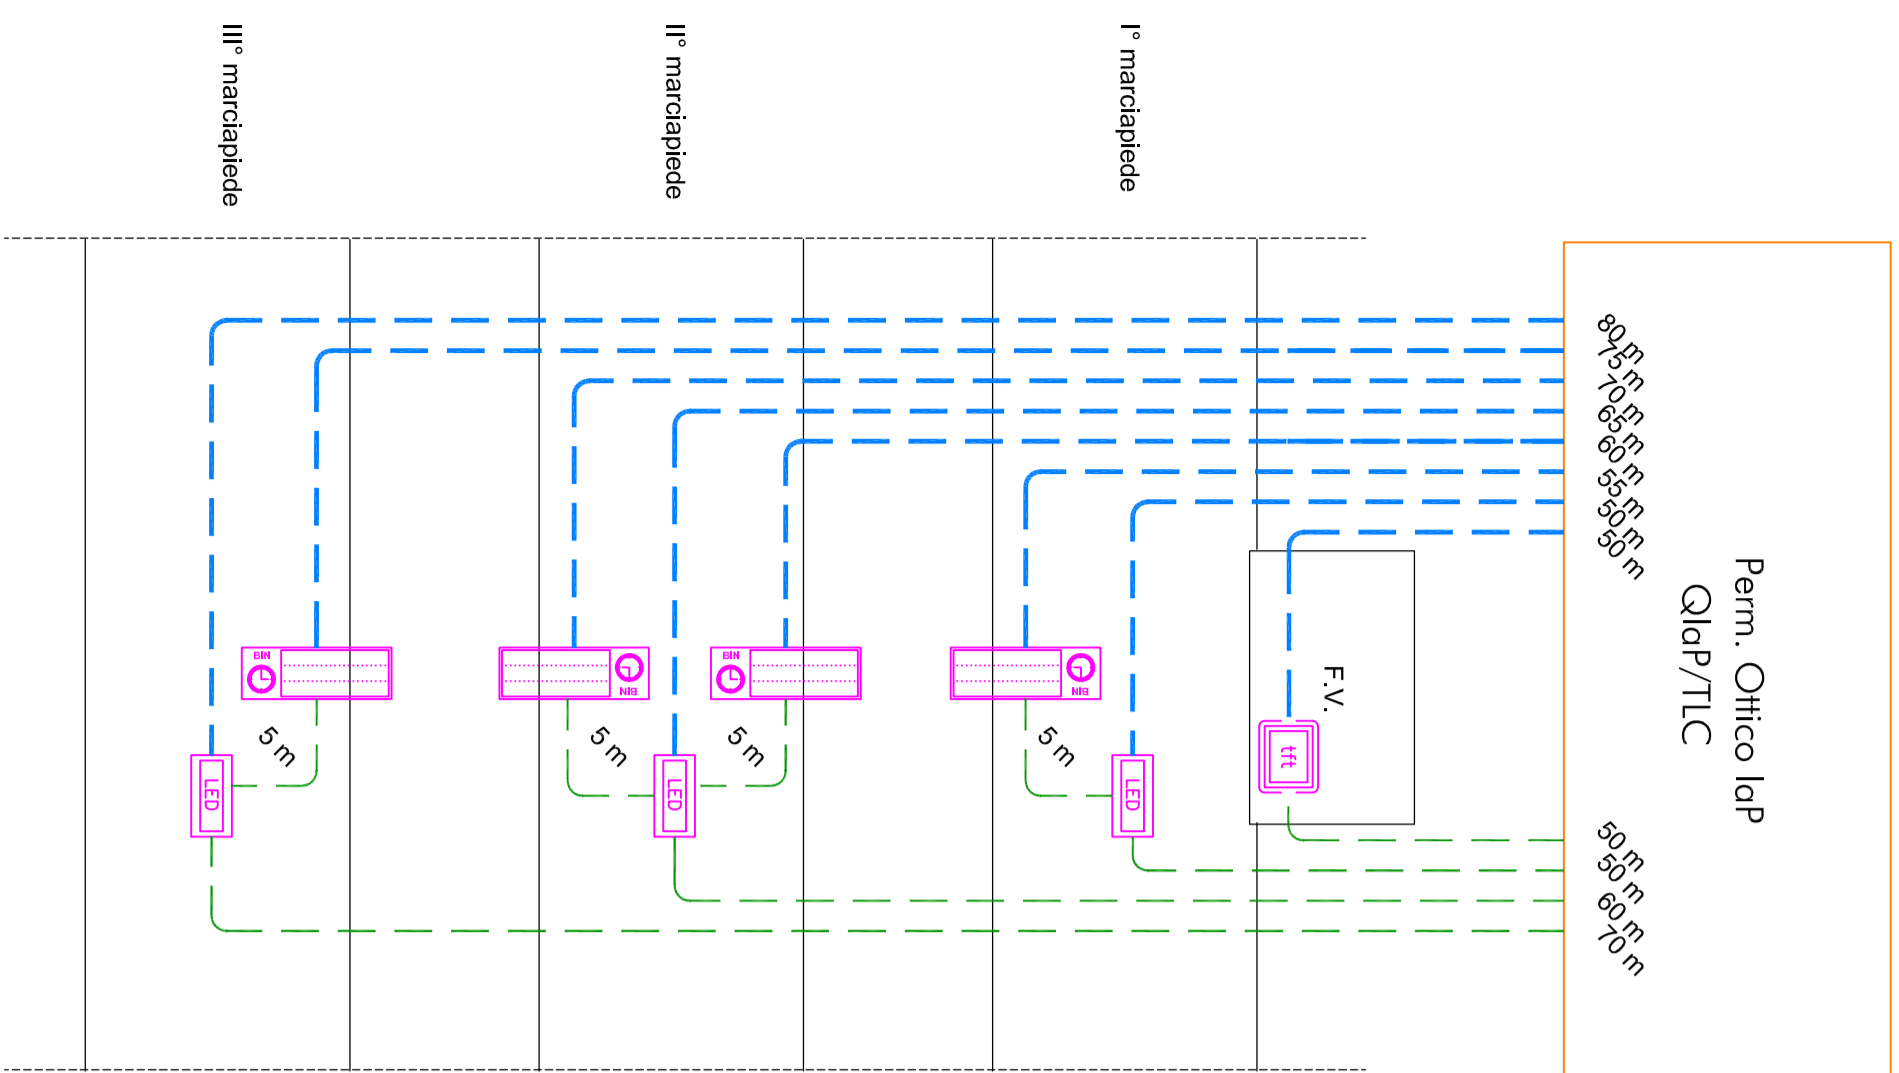 III° marciapiede
II° marciapiede
I° marciapiede
80 m
75 m
70 m
65 m
60 m
55 m
50 m
50 m
Perm. Ottico IaP
QIaP/TLC
F.V.
BIN
BIN
BIN
BIN
tft
5 m
5 m
5 m
5 m
LED
LED
LED
50 m
50 m
60 m
70 m